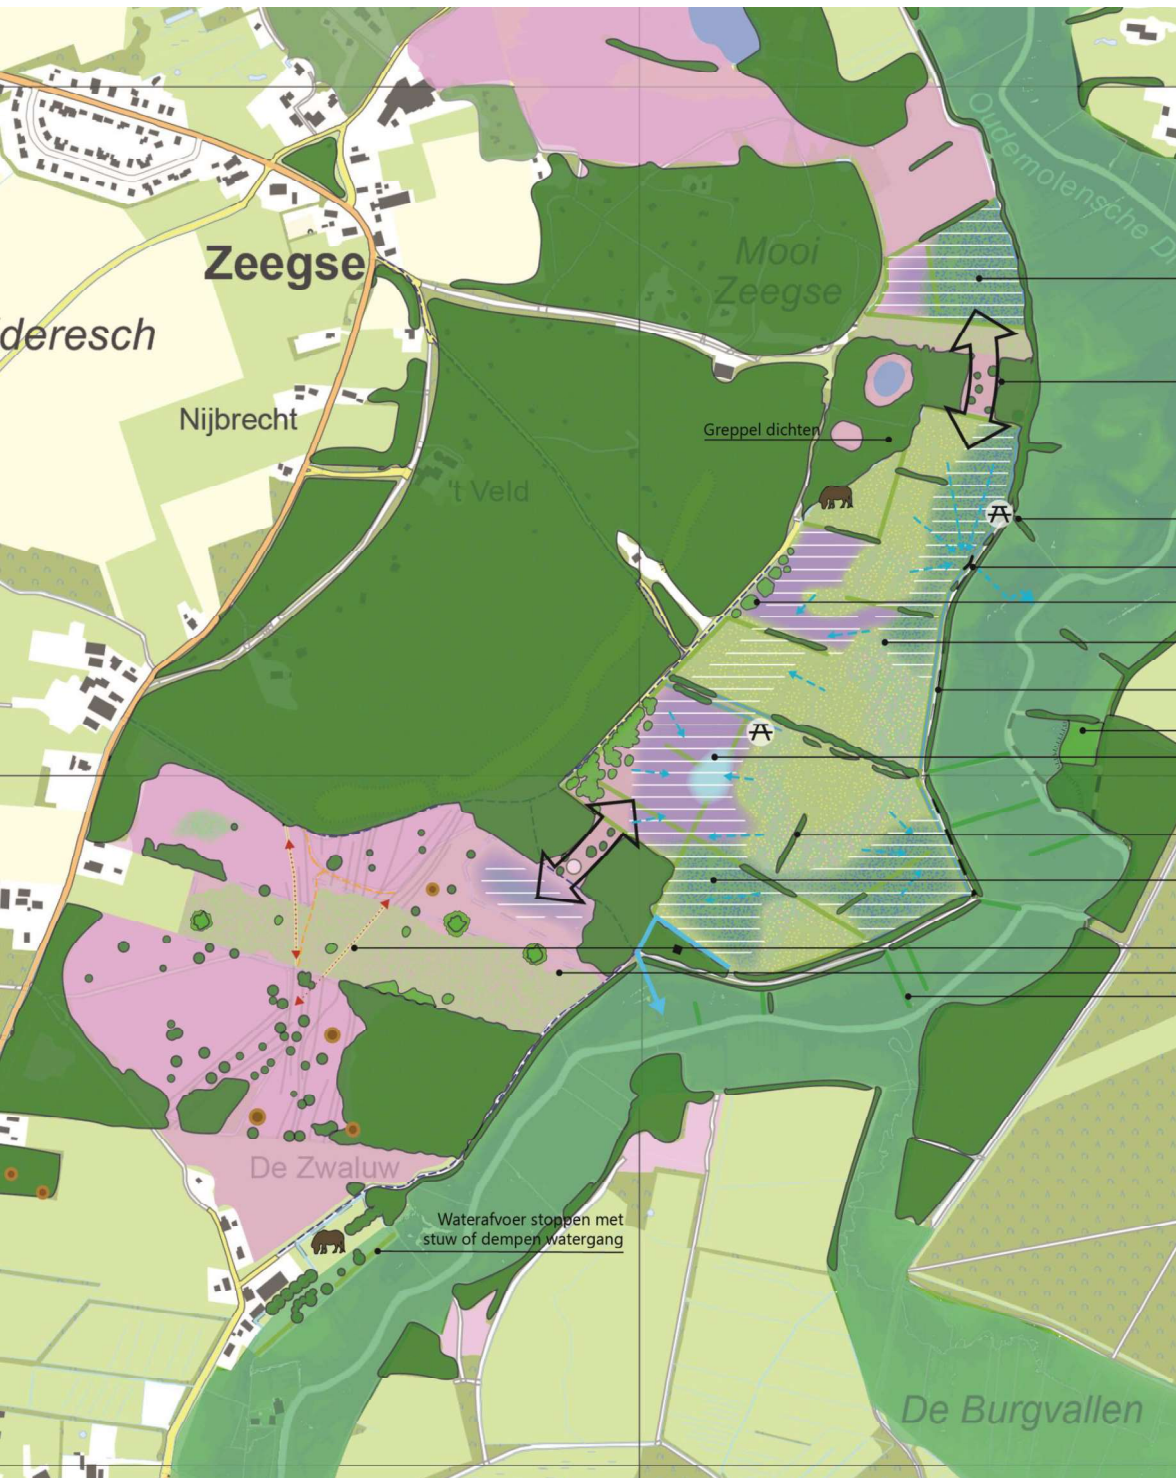 Oudemolensche Di
Mooi
Zeegse
Zeegse
deresch
Nijbrecht
Greppel dichten
't Veld
De Zwaluw
Waterafvoer stoppen met
stuw of dempen watergang
De Burgvallen